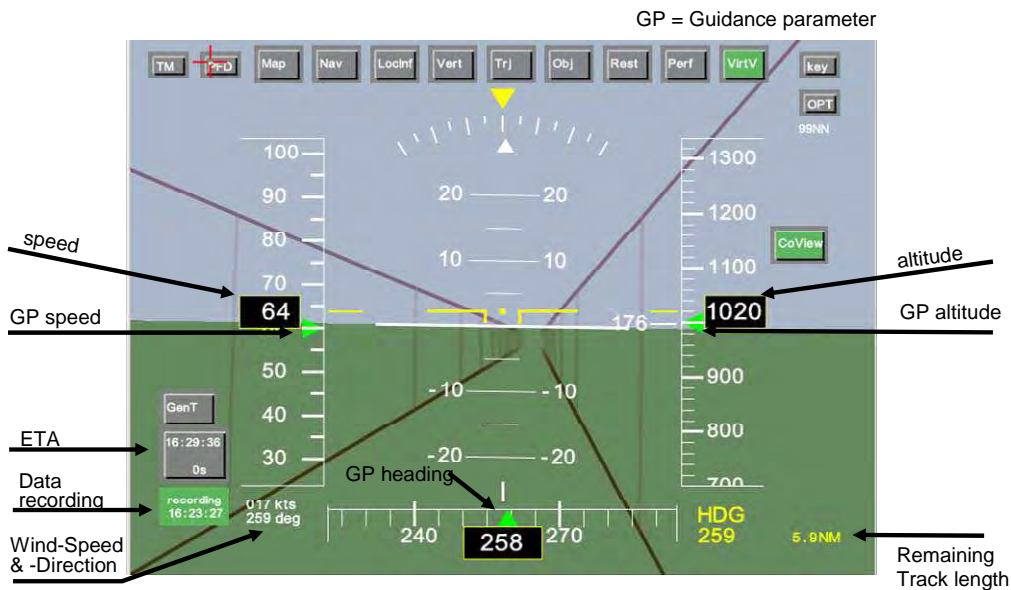 GP = Guidance parameter
TM PFD Map Nav LocInf Vert Trj Obj Rest Perf VirtV key
OPT
99NN
100 1300
90 20 20 1200
80 CoView
speed altitude
70 10 10 1100
64 1020
GP speed 176 GP altitude
50 900
-10 -10
GenT 40 800
ETA 16:29:36
0s 30 -20 -20
GP heading
Data
recording
700
recording
16:23:27
017 kts
259 deg
HDG
259
240 258 270
5.9NM
Wind-Speed
& -Direction
Remaining
Track length